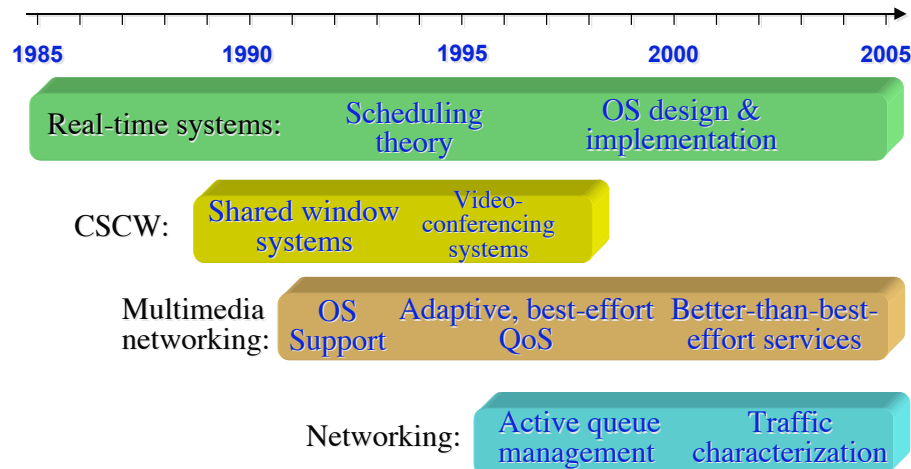 1985 1990 1995 2000 2005
Real-time systems:
Scheduling
theory
OS design &
implementation
CSCW:
Shared window
systems
Video-
conferencing
systems
Multimedia
networking:
OS
Support
Adaptive, best-effort
QoS
Better-than-best-
effort services
Networking:
Active queue
management
Traffic
characterization